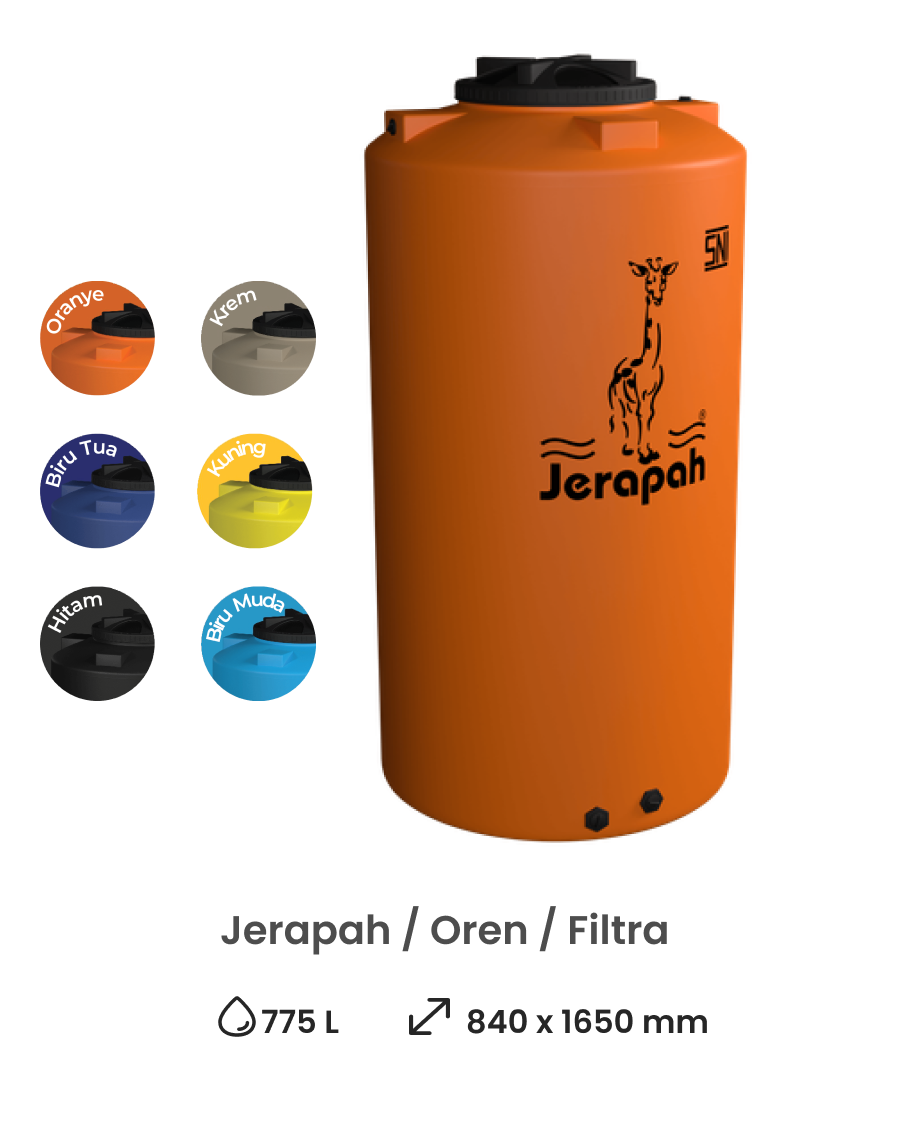 SNI
Oranye
Krem
Jerapah
®
Biru Tua
Kuning
Hitam
Biru Muda
Jerapah / Oren / Filtra
775 L
840 x 1650 mm